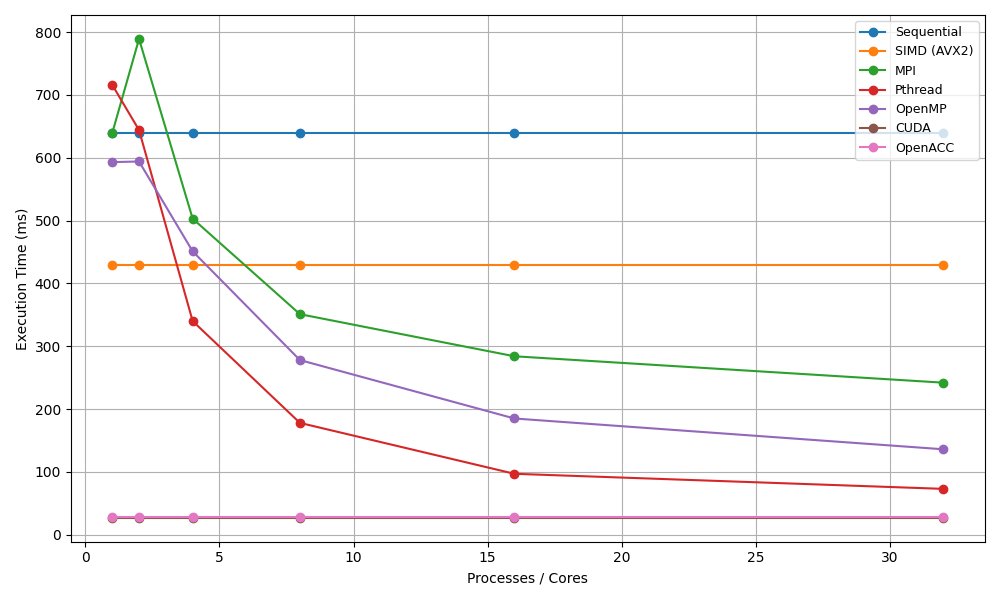 800
700
600
500
400
300
200
100
0
Execution Time (ms)
0 5 10 15 20 25 30
Processes / Cores
Sequential
SIMD (AVX2)
MPI
Pthread
OpenMP
CUDA
OpenACC